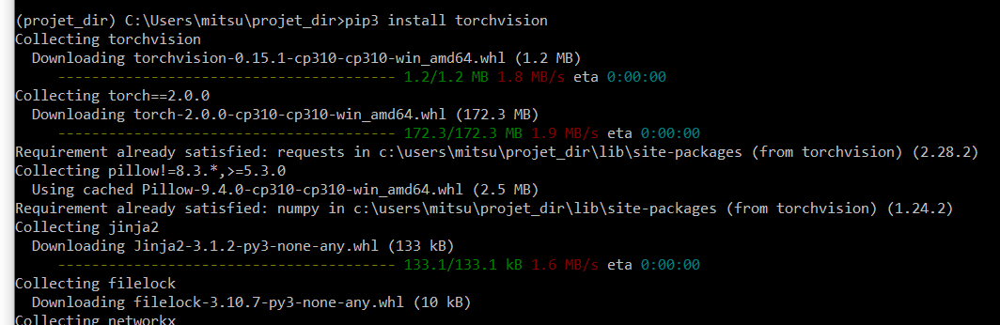 (projet_dir) C:\Users\mitsu\projet_dir>pip3 install torchvision
Collecting torchvision
Downloading torchvision-0.15.1-cp310-cp310-win_amd64.whl (1.2 MB)
---------------------------------------- 1.2/1.2 MB 1.8 MB/s eta 0:00:00
Collecting torch==2.0.0
Downloading torch-2.0.0-cp310-cp310-win_amd64.whl (172.3 MB)
---------------------------------------- 172.3/172.3 MB 1.9 MB/s eta 0:00:00
Requirement already satisfied: requests in c:\users\mitsu\projet_dir\lib\site-packages (from torchvision) (2.28.2)
Collecting pillow!=8.3.*,>=5.3.0
Using cached Pillow-9.4.0-cp310-cp310-win_amd64.whl (2.5 MB)
Requirement already satisfied: numpy in c:\users\mitsu\projet_dir\lib\site-packages (from torchvision) (1.24.2)
Collecting jinja2
Downloading Jinja2-3.1.2-py3-none-any.whl (133 kB)
---------------------------------------- 133.1/133.1 kB 1.6 MB/s eta 0:00:00
Collecting filelock
Downloading filelock-3.10.7-py3-none-any.whl (10 kB)
Collecting networkx